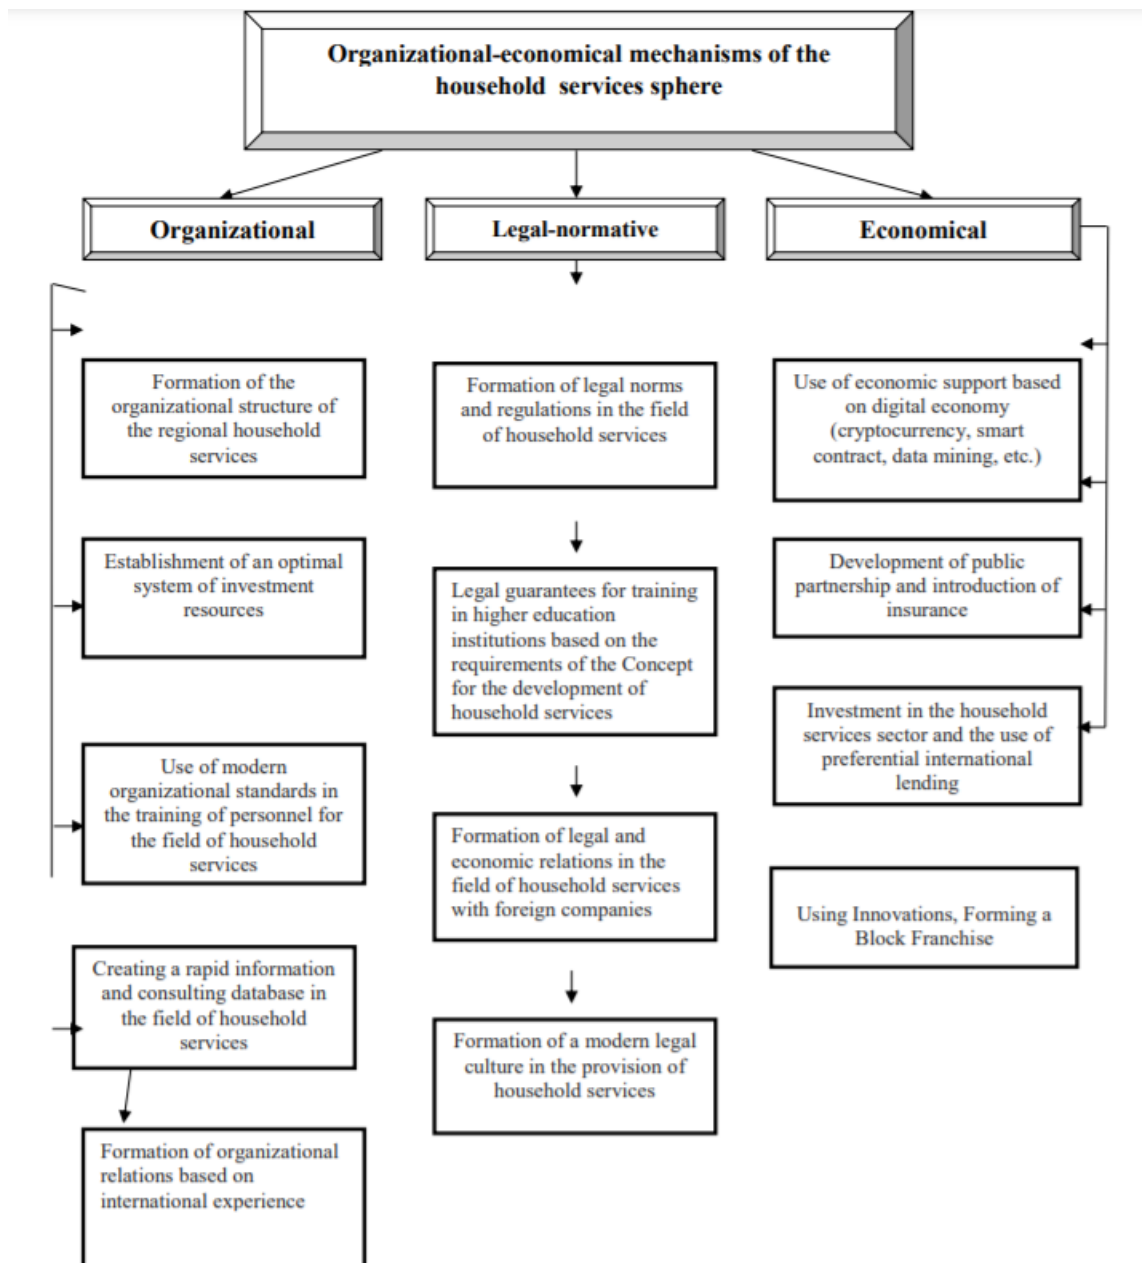 Organizational-economical mechanisms of the
household services sphere
Organizational
Legal-normative
Economical
Formation of the
organizational structure of
the regional household
services
Establishment of an optimal
system of investment
resources
Use of modern
organizational standards in
the training of personnel for
the field of household
services
Creating a rapid information
and consulting database in
the field of household
services
Formation of organizational
relations based on
international experience
Formation of legal norms
and regulations in the field
of household services
Legal guarantees for training
in higher education
institutions based on the
requirements of the Concept
for the development of
household services
Formation of legal and
economic relations in the
field of household services
with foreign companies
Formation of a modern legal
culture in the provision of
household services
Use of economic support based
on digital economy
(cryptocurrency, smart
contract, data mining, etc.)
Development of public
partnership and introduction of
insurance
Investment in the household
services sector and the use of
preferential international
lending
Using Innovations, Forming a
Block Franchise